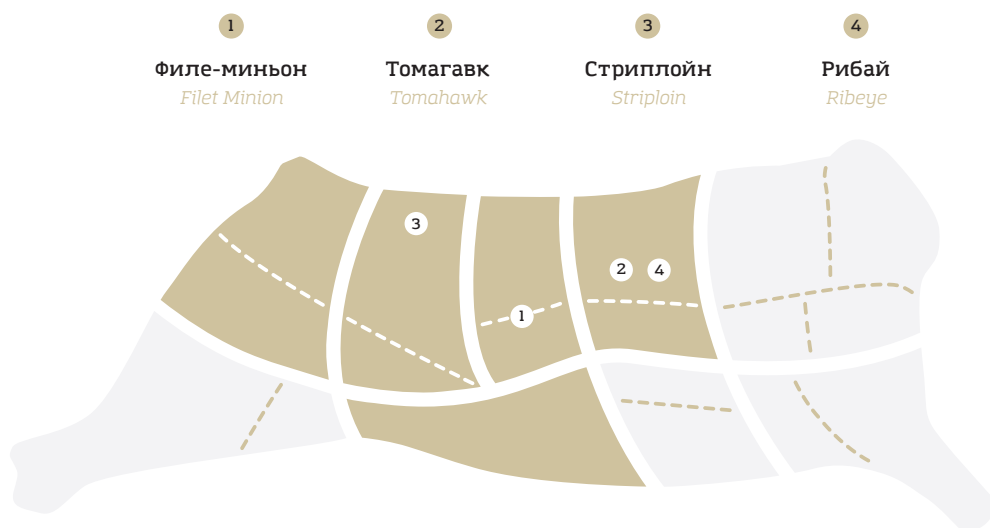 1 2 3 4
Филе-миньон Томагавк Стриплойн Рибай
Filet Minion Tomahawk Striploin Ribeye
3
2 4
1